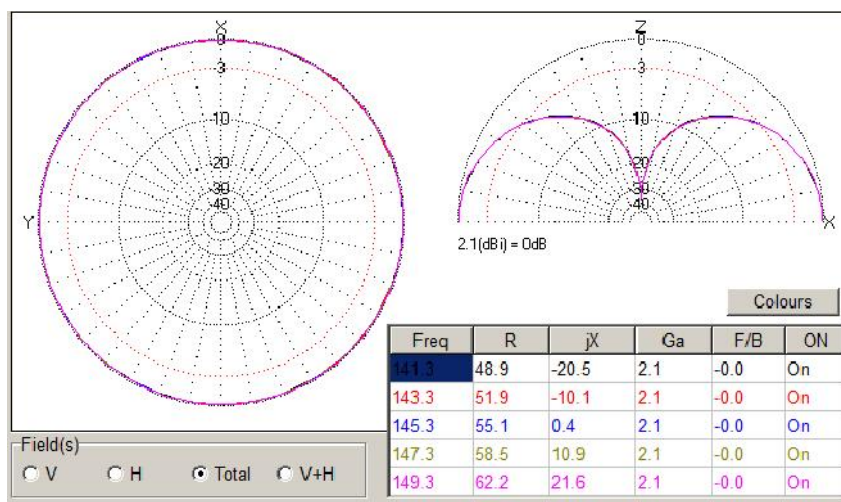 X
0
3
10
20
30
40
Y
Z
0
3
10
20
30
40
X
2.1(dBi) = 0dB
Colours
Freq R jX Ga F/B ON
141.3 48.9 -20.5 2.1 -0.0 On
143.3 51.9 -10.1 2.1 -0.0 On
145.3 55.1 0.4 2.1 -0.0 On
147.3 58.5 10.9 2.1 -0.0 On
149.3 62.2 21.6 2.1 -0.0 On
Field(s)
V H Total V+H